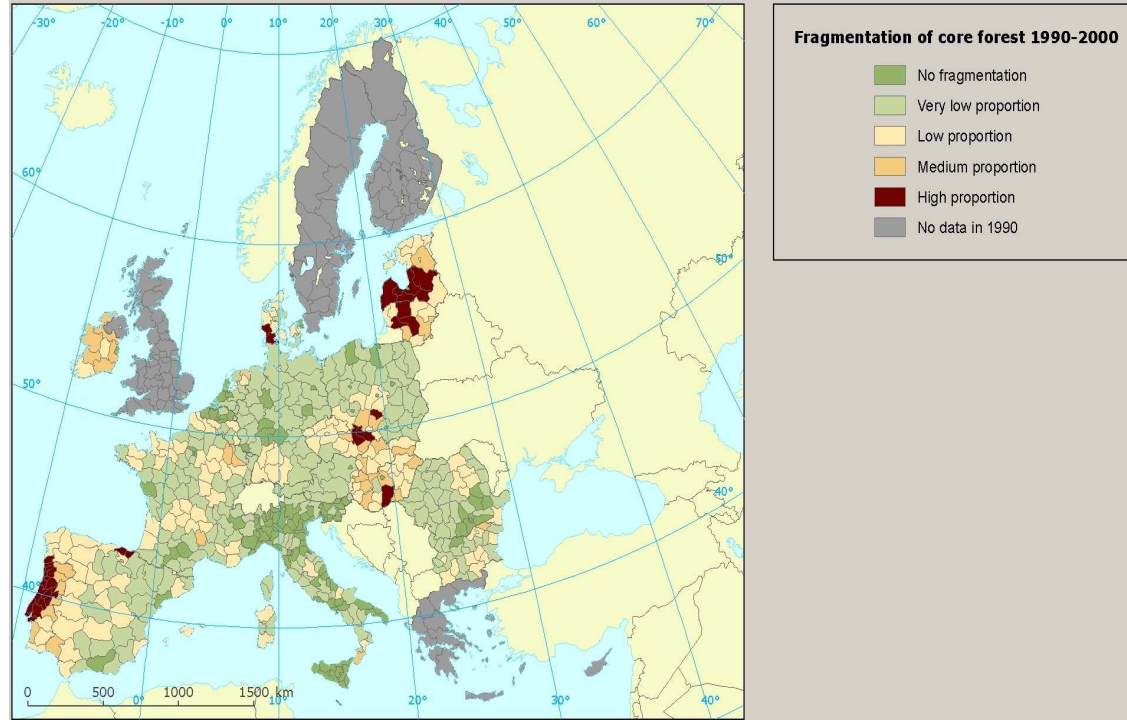 -30° -20° -10° 0° 10° 20° 30° 40° 50° 60° 70°
Fragmentation of core forest 1990-2000
No fragmentation
Very low proportion
Low proportion
Medium proportion
High proportion
No data in 1990
60°
50°
50°
40°
40°
0 500 1000 1500 km
0° 10° 20° 30° 40°